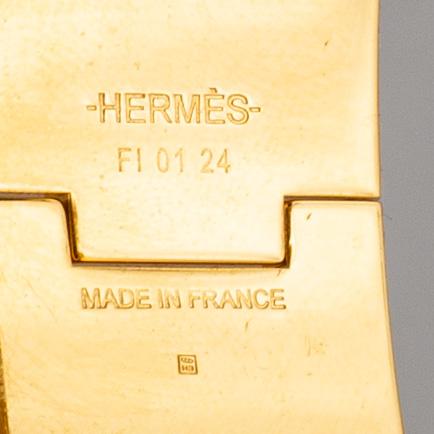 -HERMÈS-
FI 01 24
MADE IN FRANCE